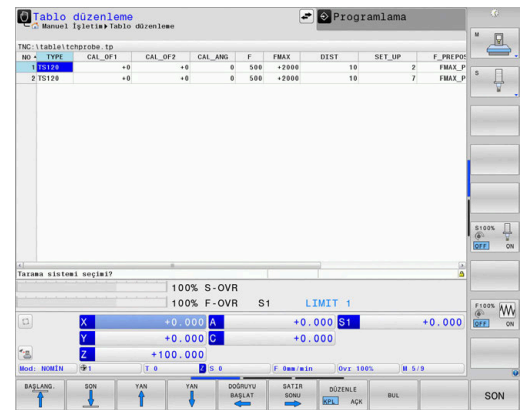 Tablo düzenleme
Manuel İşletim▸Tablo düzenleme
Programlama
TNC:\table\tchprobe.tp
NO TYPE CAL_OF1 CAL_OF2 CAL_ANG F FMAX DIST SET_UP F_PREPOS
1 TS120 +0 +0 0 500 +2000 10 2 FMAX_P
2 TS120 +0 +0 0 500 +2000 10 7 FMAX_P
Tarama sistemi seçimi?
100% S-OVR
100% F-OVR S1 LIMIT 1
X +0.000 A +0.000 S1 +0.000
Y +0.000 C +0.000
Z +100.000
Mod: NOMİN 1 T 0 Z S 0 F 0mm/min Ovr 100% M 5/9
M
S
S100%
OFF ON
F100%
OFF ON
BAŞLANG.
SON
YAN
YAN
DOĞRUYU BAŞLAT
SATIR SONU
DÜZENLE
KPL. AÇK
BUL
SON